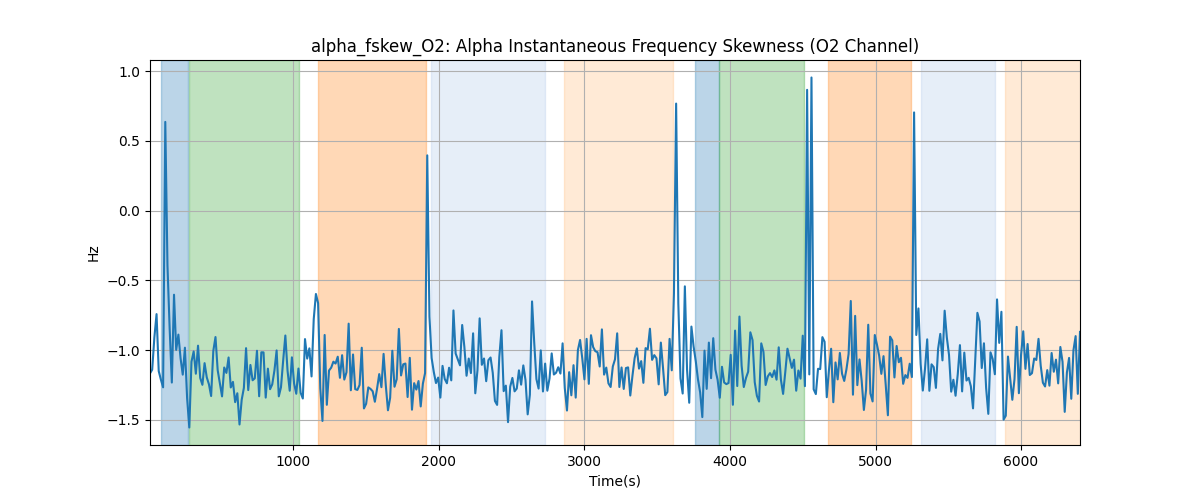 alpha_fskew_O2: Alpha Instantaneous Frequency Skewness (O2 Channel)
1.0
0.5
0.0
−0.5
−1.0
−1.5
Hz
1000 2000 3000 4000 5000 6000
Time(s)